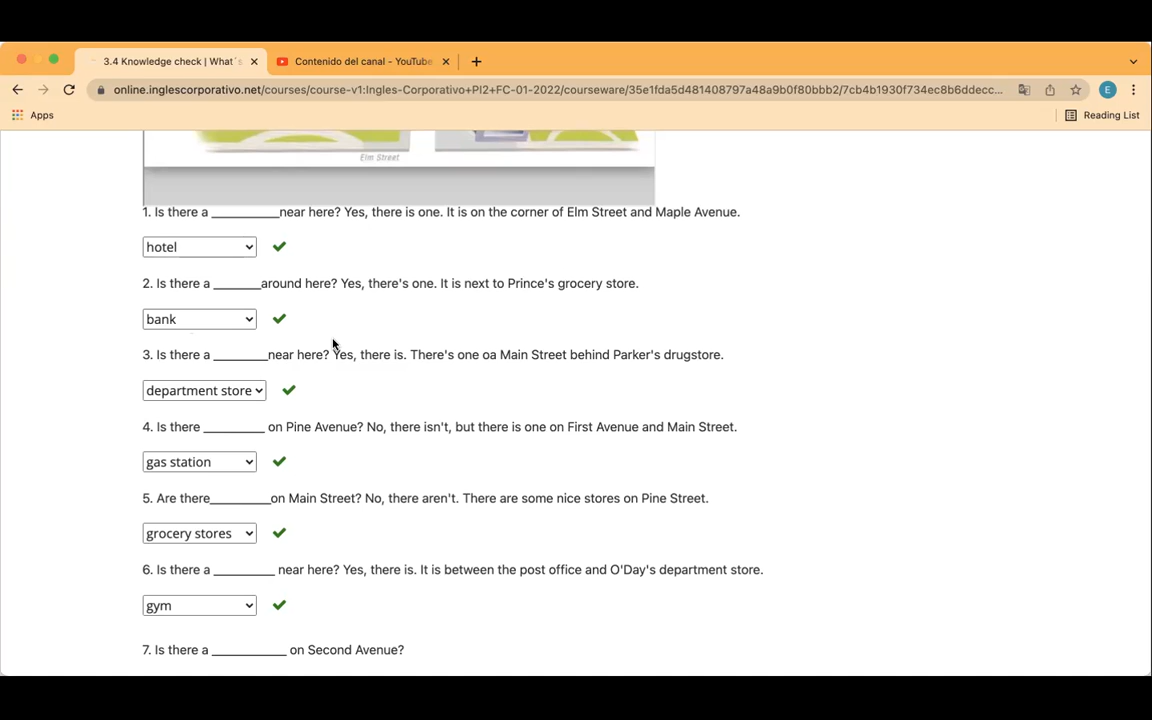 3.4 Knowledge check | What´s
Contenido del canal - YouTube
online.inglescorporativo.net/courses/course-v1:Ingles-Corporativo+PI2+FC-01-2022/courseware/35e1fda5d481408797a48a9b0f80bbb2/7cb4b1930f734ec8b6ddecc...
E
Apps
Reading List
Elm Street
1. Is there a ___________near here? Yes, there is one. It is on the corner of Elm Street and Maple Avenue.
hotel
2. Is there a _______around here? Yes, there's one. It is next to Prince's grocery store.
bank
3. Is there a _________near here? Yes, there is. There's one oa Main Street behind Parker's drugstore.
department store
4. Is there __________ on Pine Avenue? No, there isn't, but there is one on First Avenue and Main Street.
gas station
5. Are there__________on Main Street? No, there aren't. There are some nice stores on Pine Street.
grocery stores
6. Is there a __________ near here? Yes, there is. It is between the post office and O'Day's department store.
gym
7. Is there a ____________ on Second Avenue?